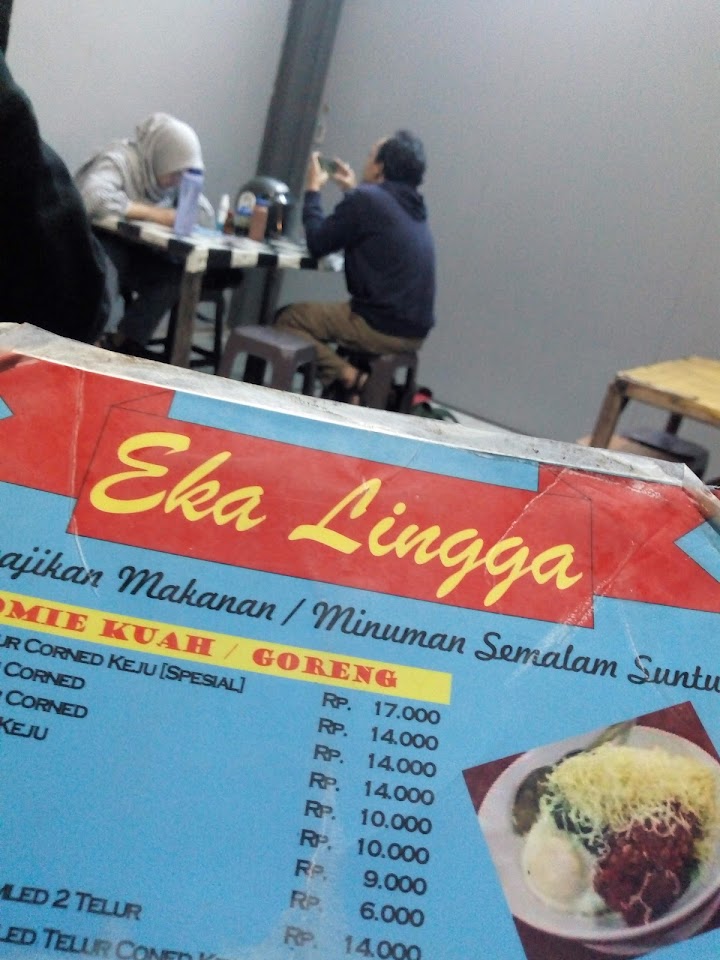 Eka Lingga
ajikan Makanan / Minuman Semalam Suntu
OMIE KUAH / GORENG
UR CORNED KEJU [SPESIAL] RP. 17.000
CORNED RP. 14.000
CORNED RP. 14.000
KEJU RP. 14.000
RP. 10.000
RP. 10.000
RP. 9.000
RP. 6.000
MLED 2 TELUR RP. 14.000
LED TELUR CONED